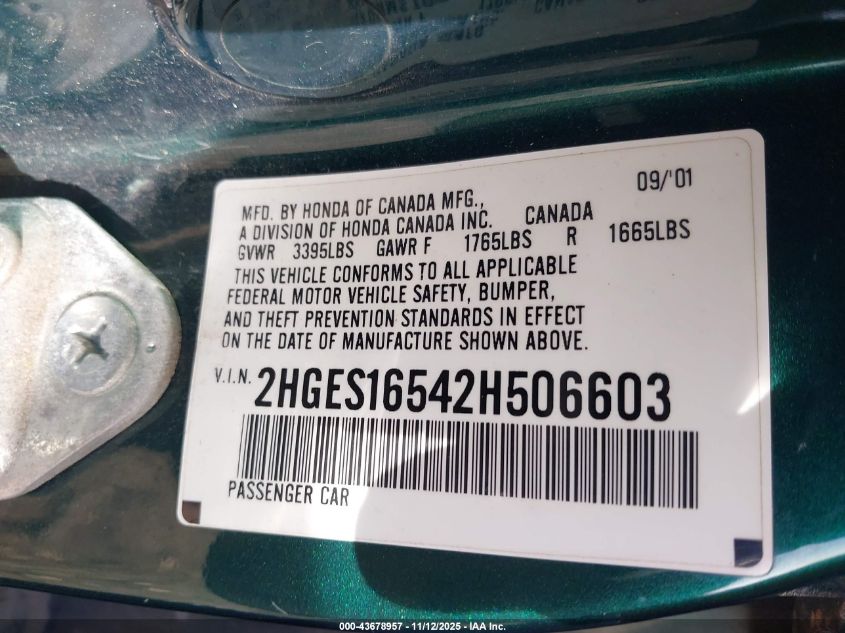 09/'01
MFD. BY HONDA OF CANADA MFG.,
A DIVISION OF HONDA CANADA INC. CANADA
GVWR 3395LBS GAWR F 1765LBS R 1665LBS
THIS VEHICLE CONFORMS TO ALL APPLICABLE
FEDERAL MOTOR VEHICLE SAFETY, BUMPER,
AND THEFT PREVENTION STANDARDS IN EFFECT
ON THE DATE OF MANUFACTURE SHOWN ABOVE.
V.I.N. 2HGES16542H506603
PASSENGER CAR
000-43678957 - 11/12/2025 - IAA Inc.